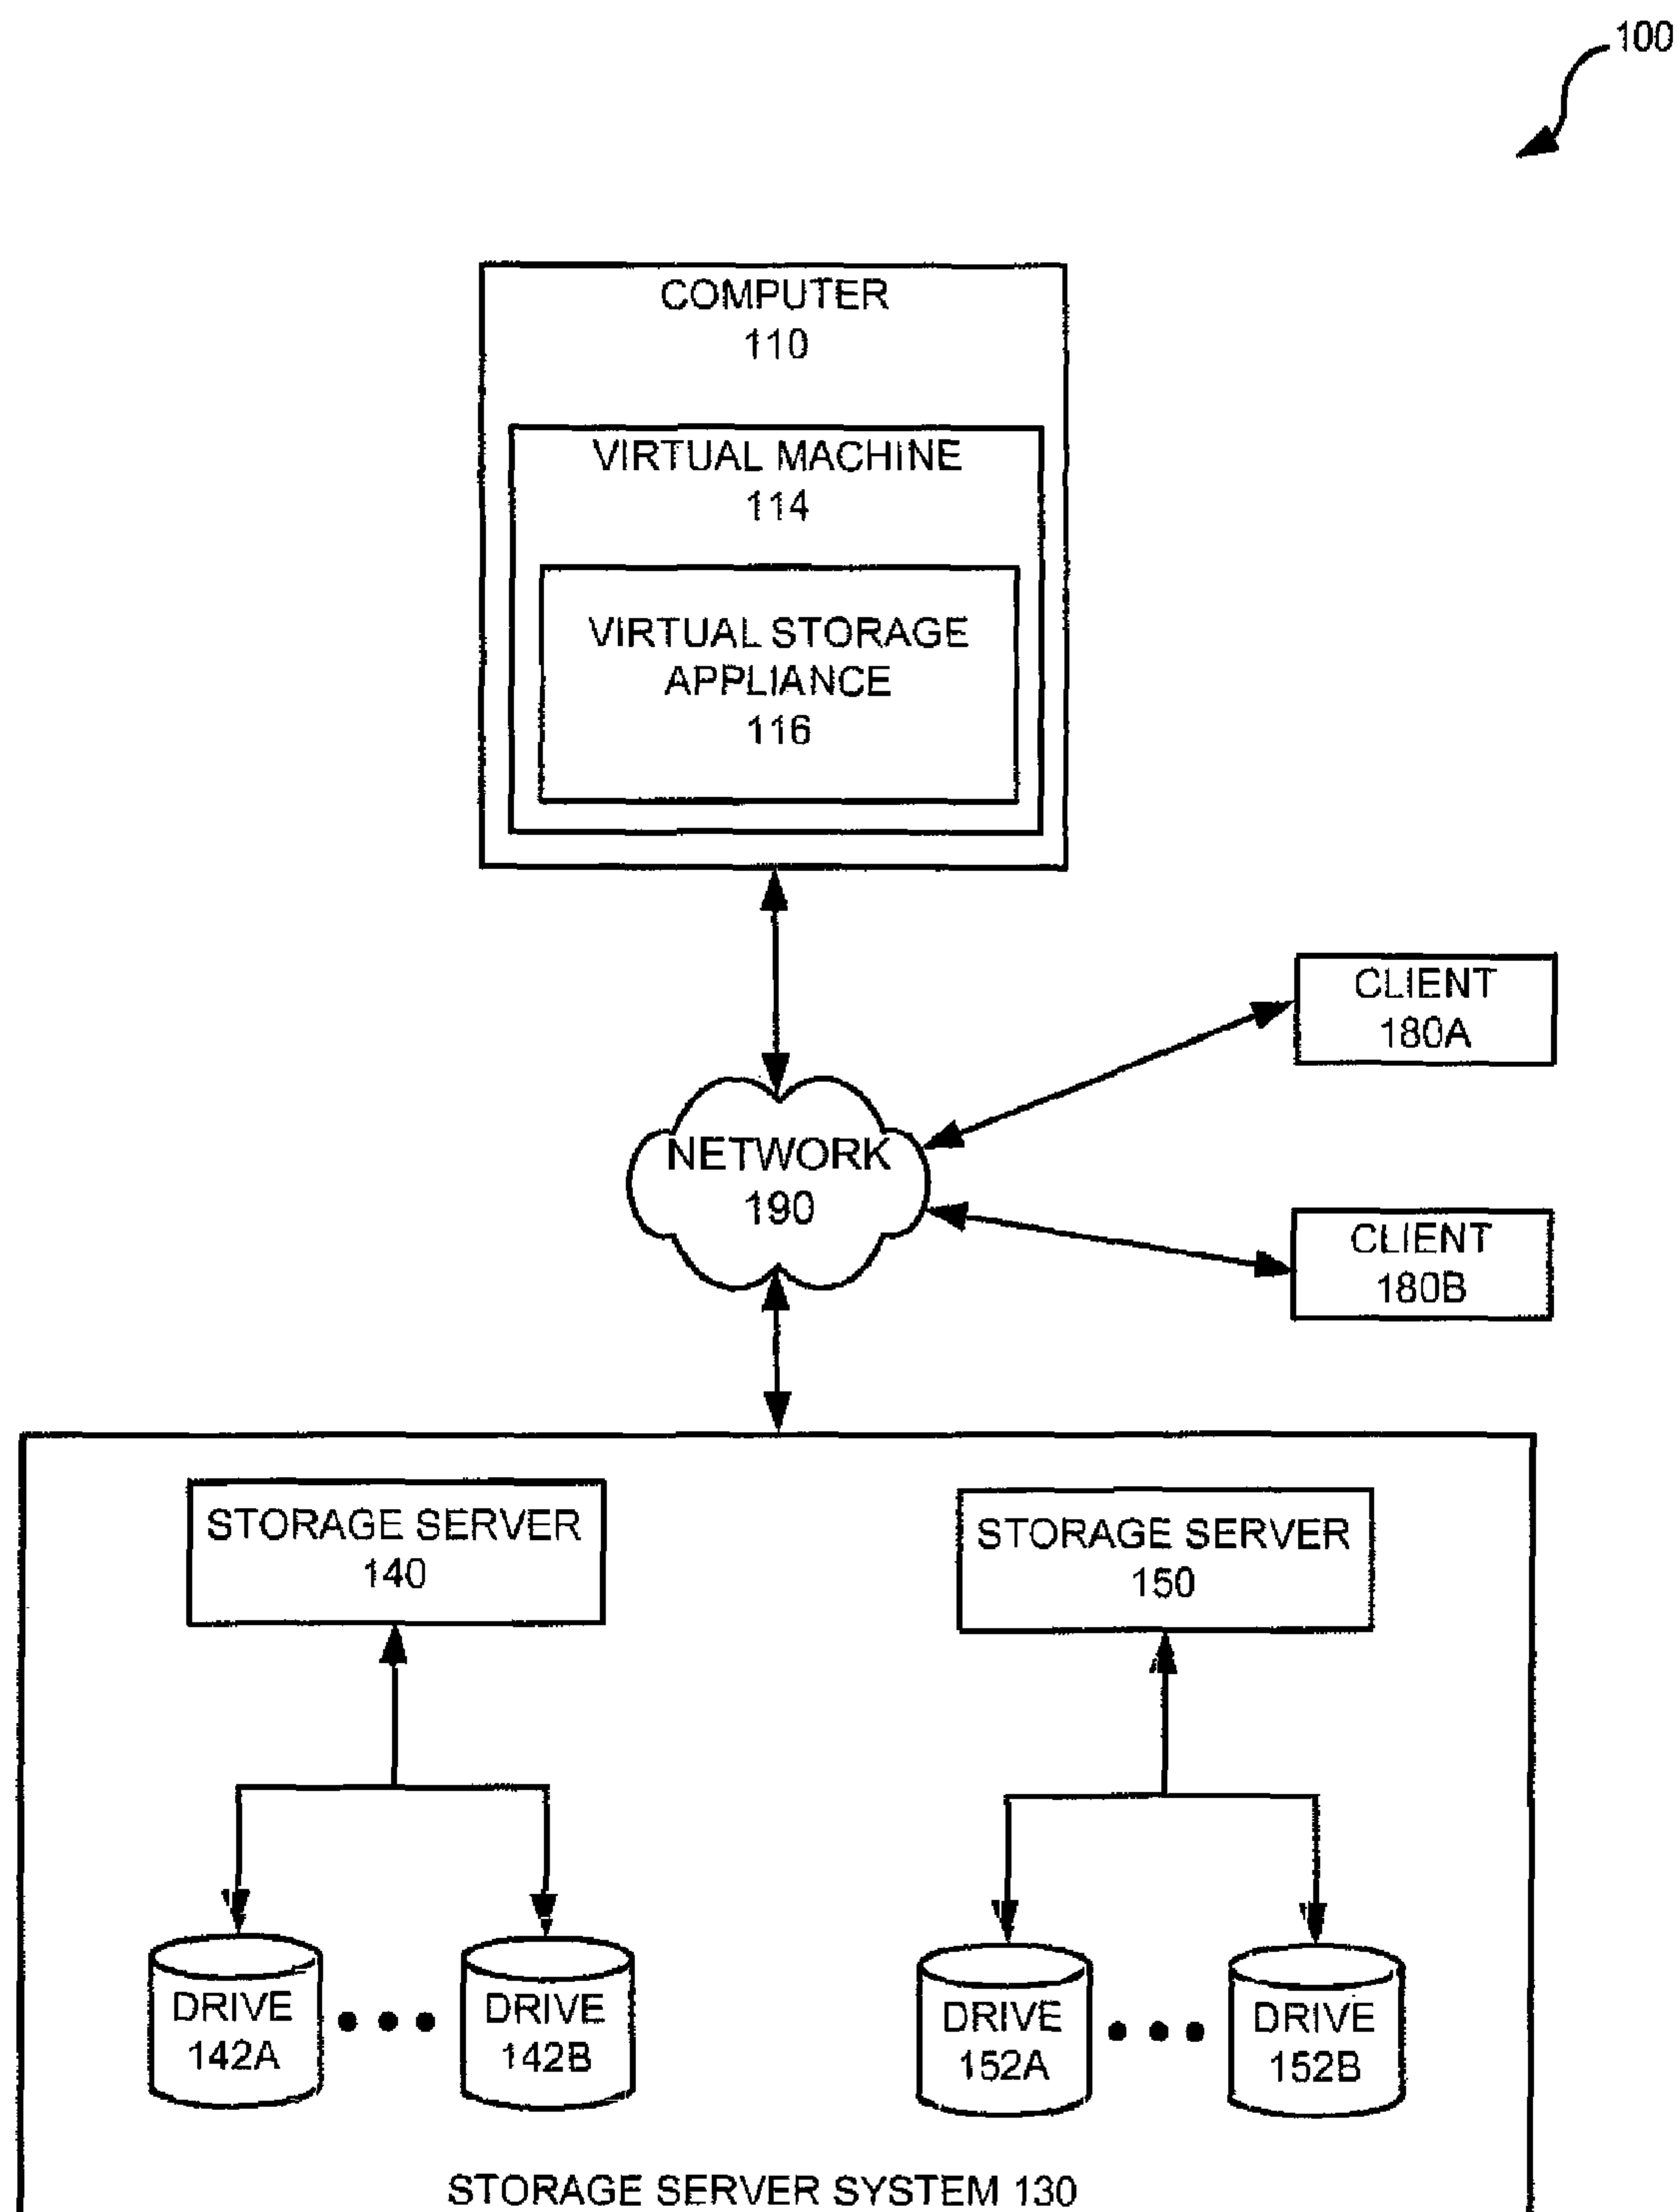 100
COMPUTER
110
VIRTUAL MACHINE
114
VIRTUAL STORAGE
APPLIANCE
116
CLIENT
180A
NETWORK
190
CLIENT
180B
STORAGE SERVER
140
STORAGE SERVER
150
DRIVE
142A
DRIVE
142B
DRIVE
152A
DRIVE
152B
STORAGE SERVER SYSTEM 130